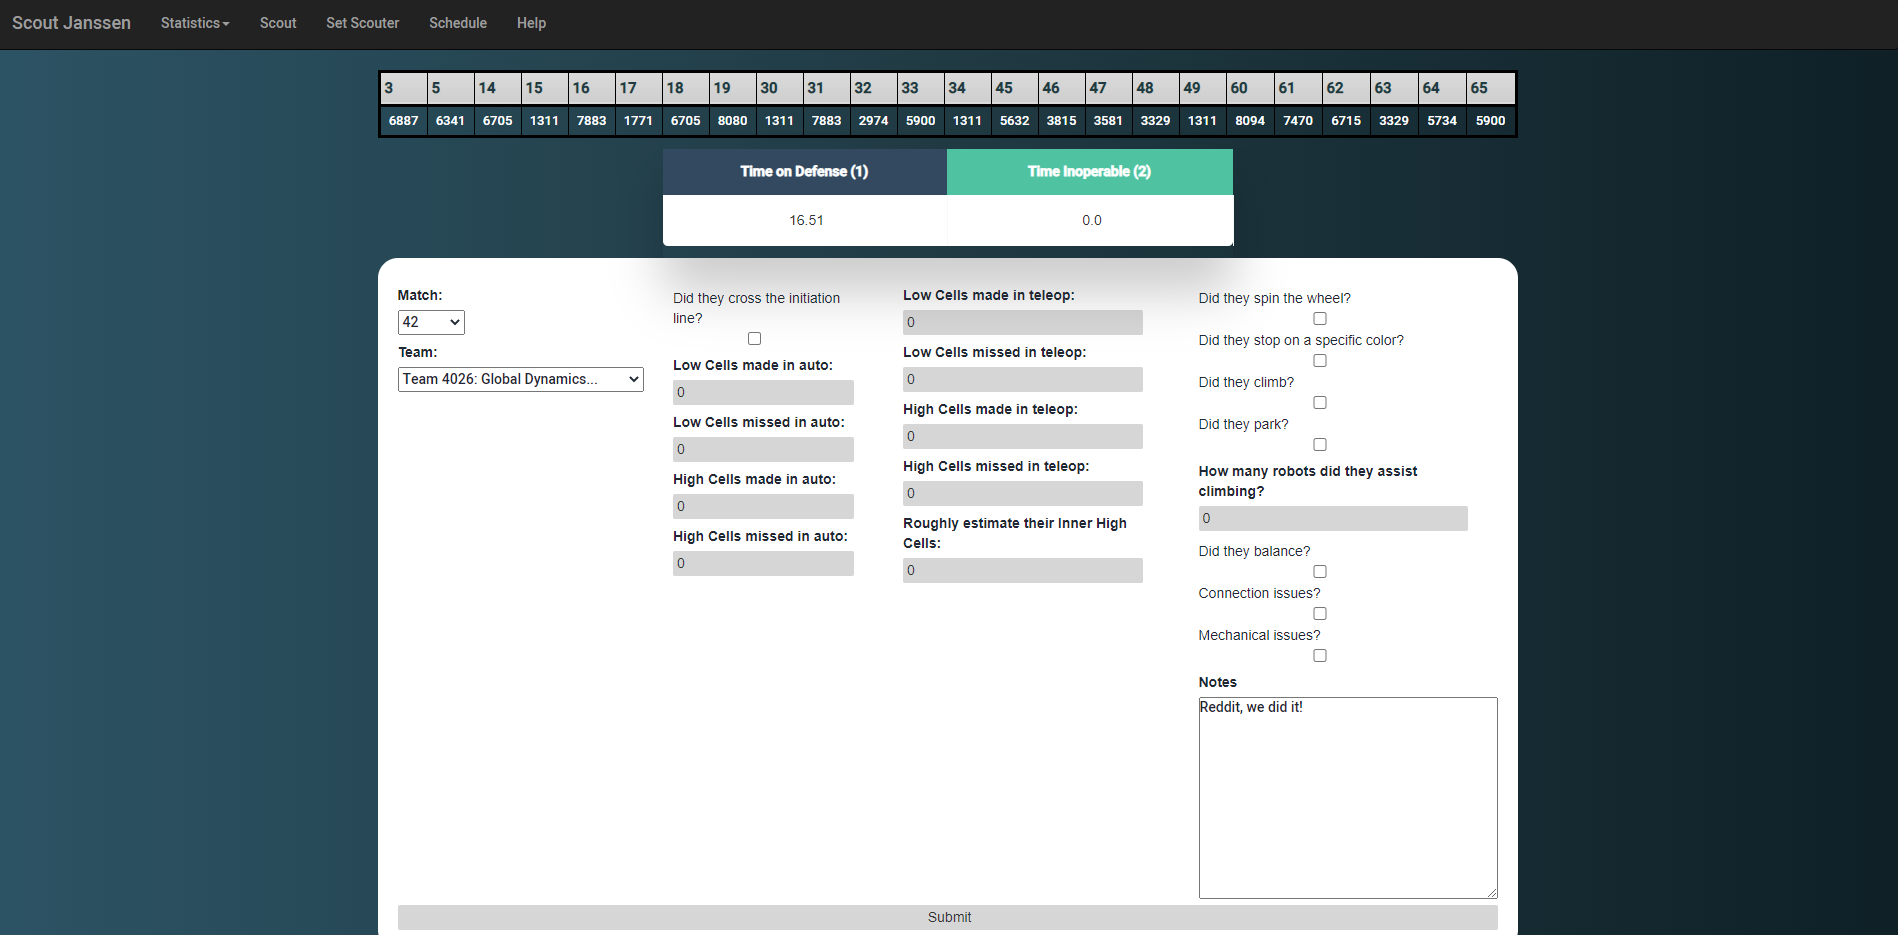 Scout Janssen Statistics Scout Set Scouter Schedule Help
3 5 14 15 16 17 18 19 30 31 32 33 34 45 46 47 48 49 60 61 62 63 64 65
6887 6341 6705 1311 7883 1771 6705 8080 1311 7883 2974 5900 1311 5632 3815 3581 3329 1311 8094 7470 6715 3329 5734 5900
Time on Defense (1) Time Inoperable (2)
16.51 0.0
Match:
42
Team:
Team 4026: Global Dynamics...
Did they cross the initiation
line?
Low Cells made in auto:
0
Low Cells missed in auto:
0
High Cells made in auto:
0
High Cells missed in auto:
0
Low Cells made in teleop:
0
Low Cells missed in teleop:
0
High Cells made in teleop:
0
High Cells missed in teleop:
0
Roughly estimate their Inner High
Cells:
0
Did they spin the wheel?
Did they stop on a specific color?
Did they climb?
Did they park?
How many robots did they assist
climbing?
0
Did they balance?
Connection issues?
Mechanical issues?
Notes
Reddit, we did it!
Submit